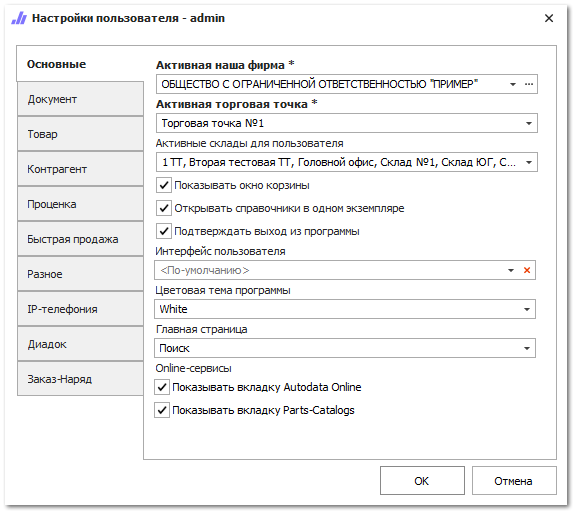 Настройки пользователя - admin
Основные
Документ
Товар
Контрагент
Проценка
Быстрая продажа
Разное
IP-телефония
Диадок
Заказ-Наряд
Активная наша фирма *
ОБЩЕСТВО С ОГРАНИЧЕННОЙ ОТВЕТСТВЕННОСТЬЮ "ПРИМЕР"
Активная торговая точка *
Торговая точка №1
Активные склады для пользователя
1 ТТ, Вторая тестовая ТТ, Головной офис, Склад №1, Склад ЮГ, С...
Показывать окно корзины
Открывать справочники в одном экземпляре
Подтверждать выход из программы
Интерфейс пользователя
<По-умолчанию>
Цветовая тема программы
White
Главная страница
Поиск
Online-сервисы
Показывать вкладку Autodata Online
Показывать вкладку Parts-Catalogs
OK
Отмена